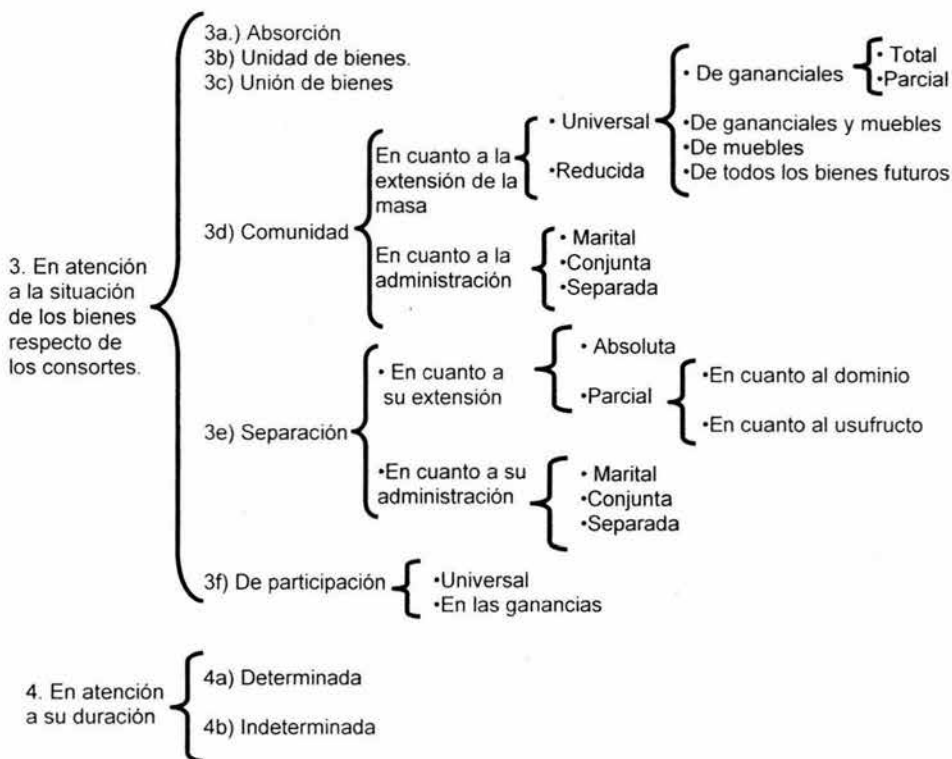 3. En atención
a la situación
de los bienes
respecto de
los consortes.
3a.) Absorción
3b) Unidad de bienes.
3c) Unión de bienes
3d) Comunidad
En cuanto a la
extensión de la
masa
• Universal
• De gananciales
• Total
•Parcial
•De gananciales y muebles
•De muebles
•De todos los bienes futuros
•Reducida
En cuanto a la
administración
• Marital
•Conjunta
•Separada
3e) Separación
• En cuanto a
su extensión
• Absoluta
•Parcial
•En cuanto al dominio
•En cuanto al usufructo
•En cuanto a su
administración
• Marital
•Conjunta
•Separada
3f) De participación
•Universal
•En las ganancias
4. En atención
a su duración
4a) Determinada
4b) Indeterminada